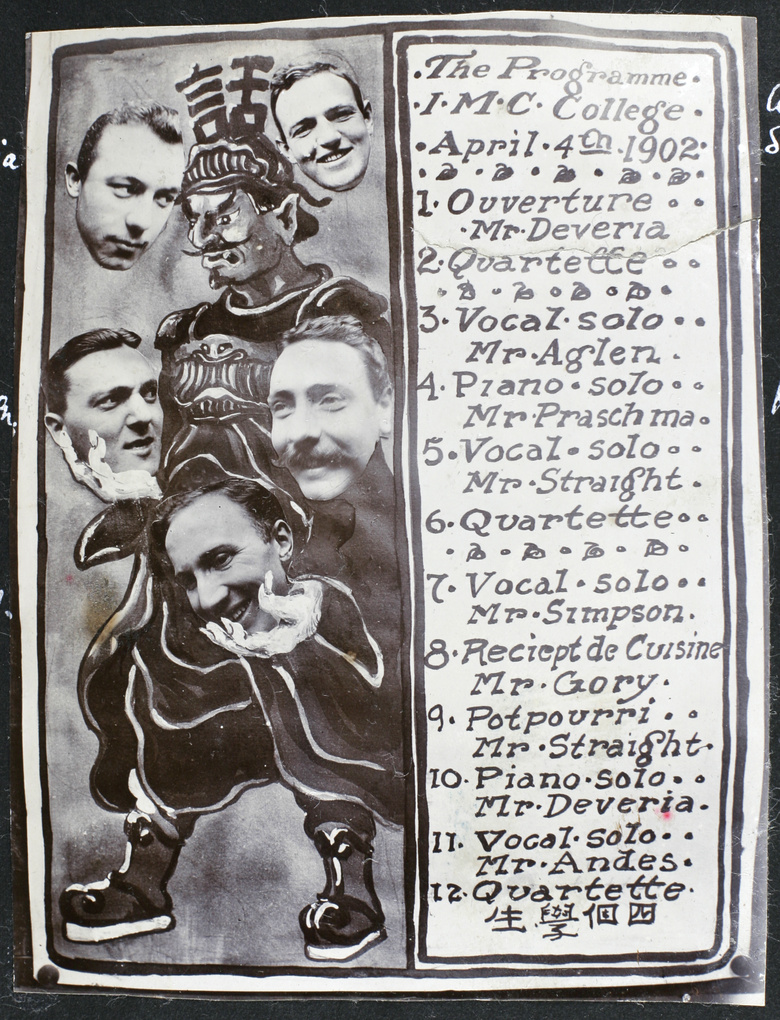 話
·The Programme·
·I·M·C· College·
·April·4th·1902·
1·Ouverture··
·Mr·Deveria
2·Quartette··
3·Vocal·solo··
Mr·Aglen·
4·Piano·solo··
Mr·Praschma·
5·Vocal·solo··
Mr·Straight·
6·Quartette··
7·Vocal·solo··
Mr·Simpson·
8·Reciept de Cuisine
Mr·Gory·
9·Potpourri··
Mr·Straight·
10·Piano·solo··
Mr·Deveria·
11·Vocal·solo··
Mr·Andes·
12·Quartette·
生學個四